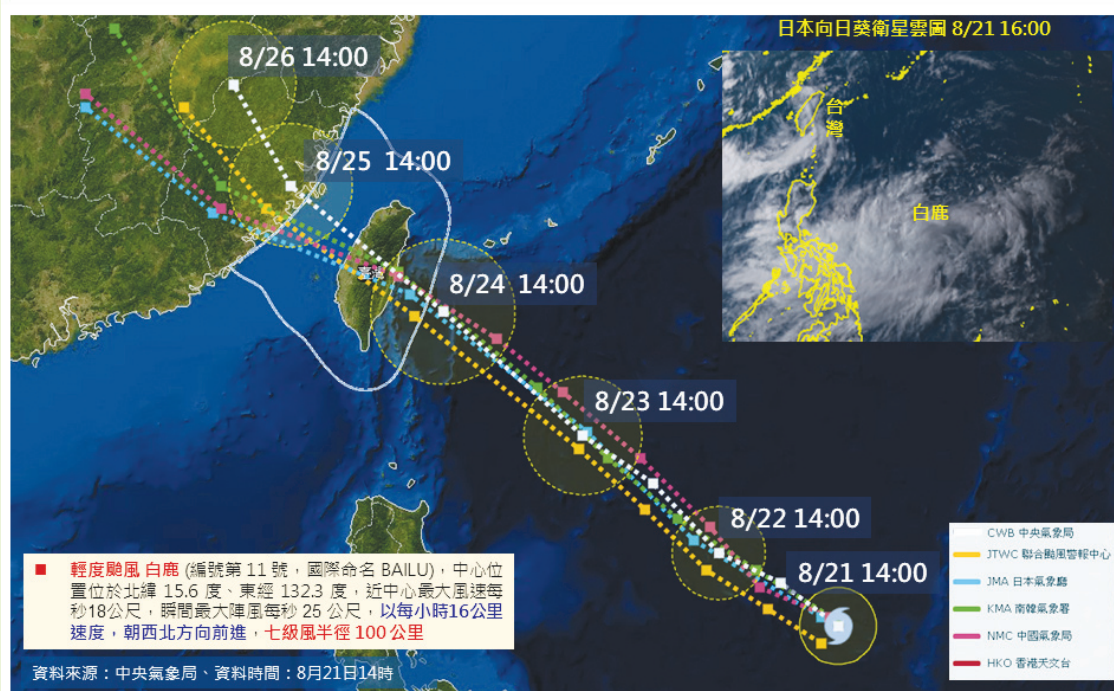 日本向日葵衛星雲圖 8/21 16:00
台
灣
白鹿
8/26 14:00
8/25 14:00
臺灣
8/24 14:00
8/23 14:00
8/22 14:00
8/21 14:00
CWB 中央氣象局
JTWC 聯合颱風警報中心
JMA 日本氣象廳
KMA 南韓氣象署
NMC 中國氣象局
HKO 香港天文台
輕度颱風 白鹿 (編號第 11 號，國際命名 BAILU)，中心位
置位於北緯 15.6 度、東經 132.3 度，近中心最大風速每
秒18公尺，瞬間最大陣風每秒 25 公尺，以每小時16公里
速度，朝西北方向前進，七級風半徑 100 公里
資料來源：中央氣象局、資料時間：8月21日14時